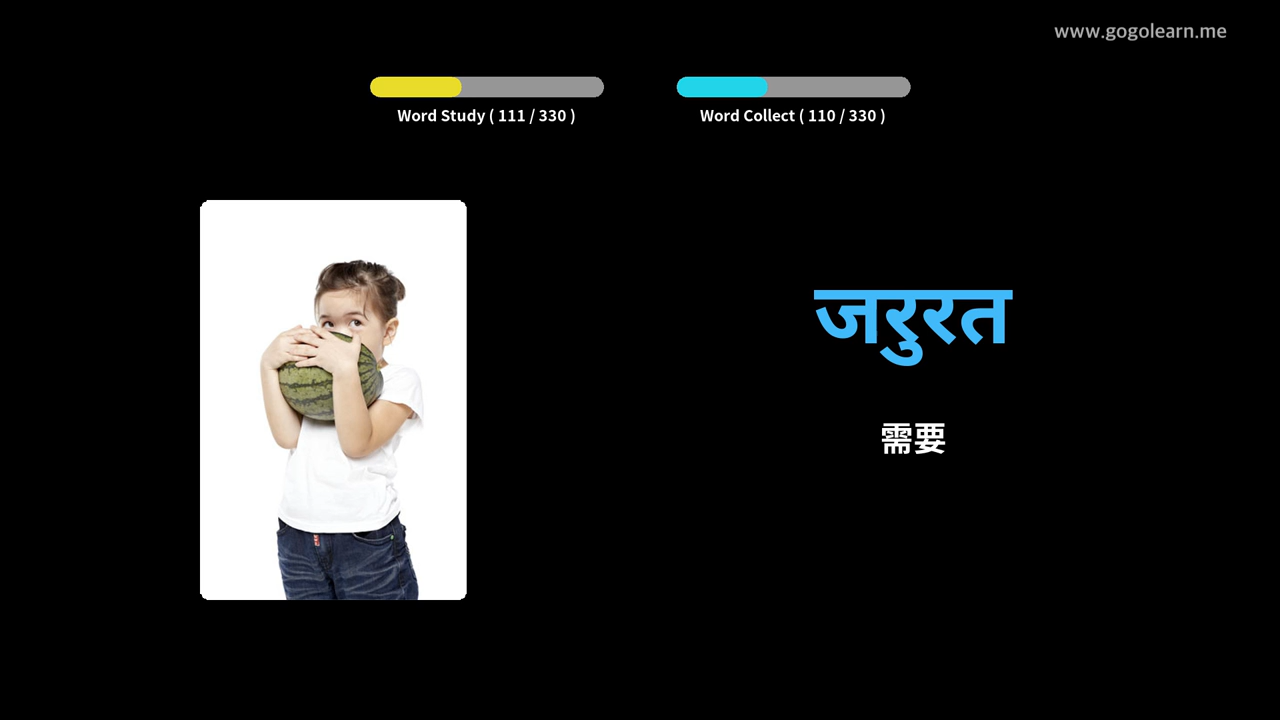 www.gogolearn.me
Word Study ( 111 / 330 )
Word Collect ( 110 / 330 )
जरुरत
需要